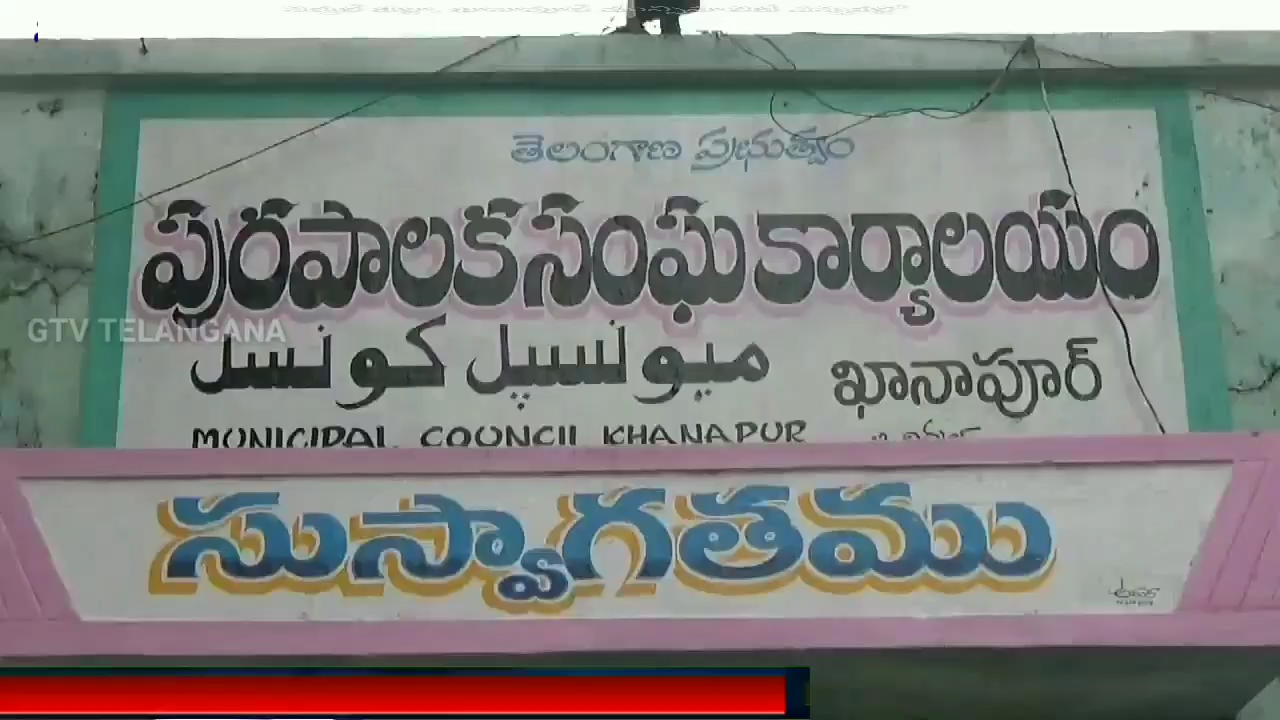 తెలంగాణ ప్రభుత్వం
పురపాలక సంఘ కార్యాలయం
GTV TELANGANA
میونسپل کونسل ఖానాపూర్
MUNICIPAL COUNCIL KHANAPUR
సుస్వాగతము